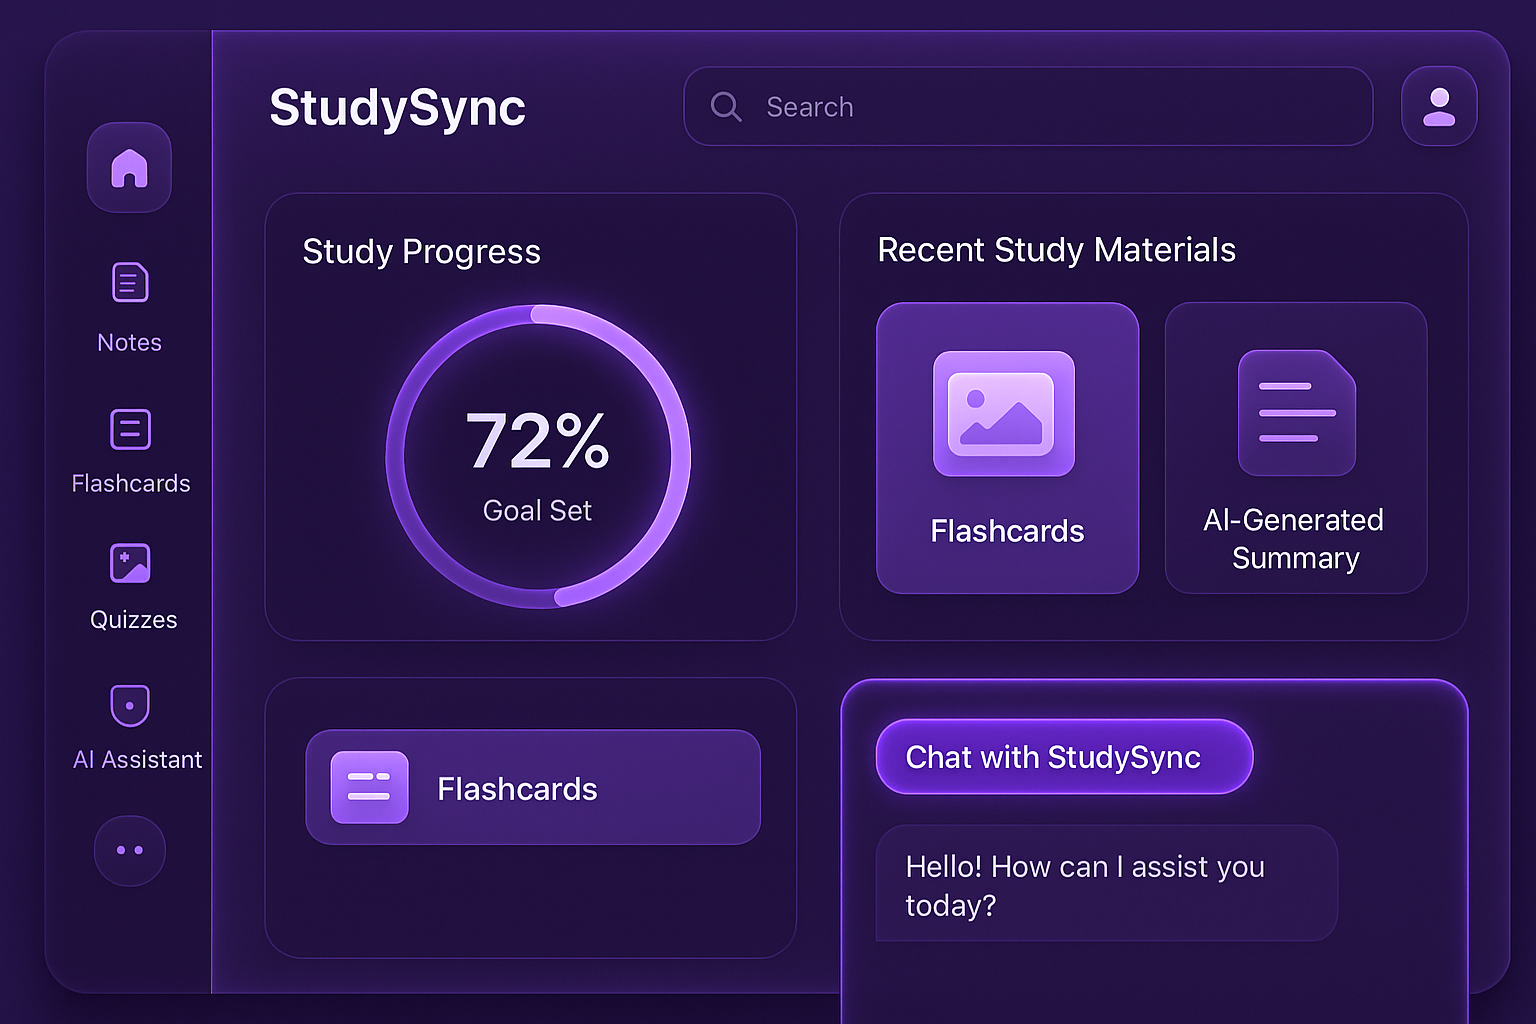 StudySync
Search
Notes
Flashcards
Quizzes
AI Assistant
Study Progress
72%
Goal Set
Recent Study Materials
Flashcards
AI-Generated
Summary
Flashcards
Chat with StudySync
Hello! How can I assist you
today?